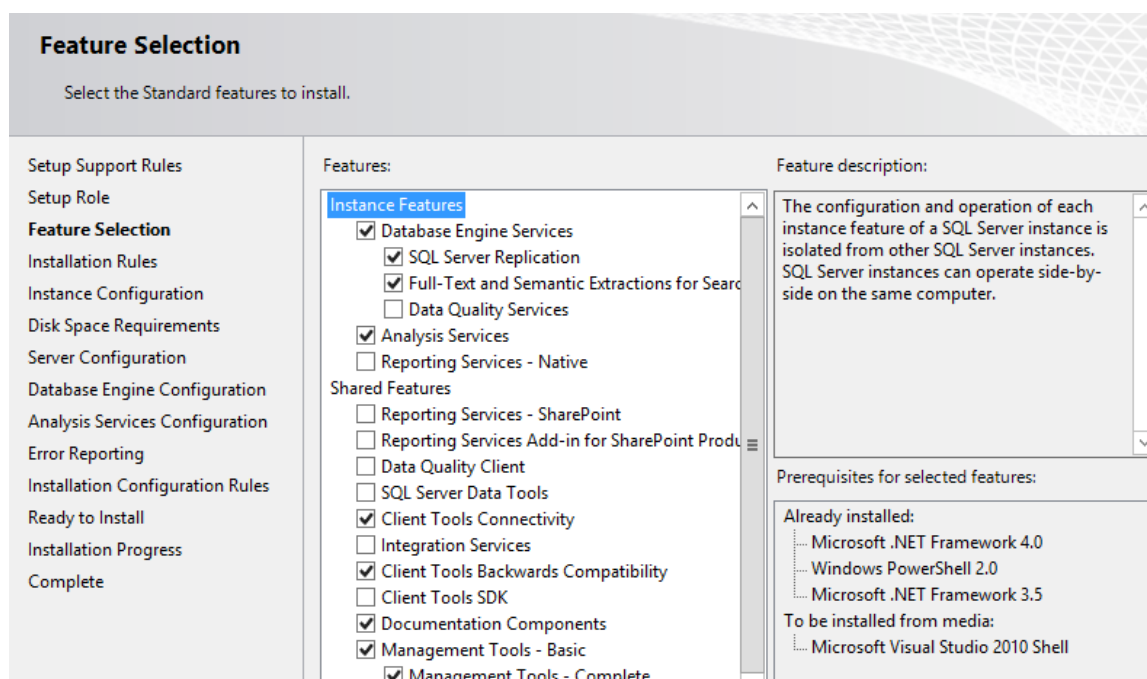 Feature Selection
Select the Standard features to install.
Setup Support Rules
Setup Role
Feature Selection
Installation Rules
Instance Configuration
Disk Space Requirements
Server Configuration
Database Engine Configuration
Analysis Services Configuration
Error Reporting
Installation Configuration Rules
Ready to Install
Installation Progress
Complete
Features:
Instance Features
Database Engine Services
SQL Server Replication
Full-Text and Semantic Extractions for Searc
Data Quality Services
Analysis Services
Reporting Services - Native
Shared Features
Reporting Services - SharePoint
Reporting Services Add-in for SharePoint Produ
Data Quality Client
SQL Server Data Tools
Client Tools Connectivity
Integration Services
Client Tools Backwards Compatibility
Client Tools SDK
Documentation Components
Management Tools - Basic
Management Tools - Complete
Feature description:
The configuration and operation of each
instance feature of a SQL Server instance is
isolated from other SQL Server instances.
SQL Server instances can operate side-by-
side on the same computer.
Prerequisites for selected features:
Already installed:
Microsoft .NET Framework 4.0
Windows PowerShell 2.0
Microsoft .NET Framework 3.5
To be installed from media:
Microsoft Visual Studio 2010 Shell